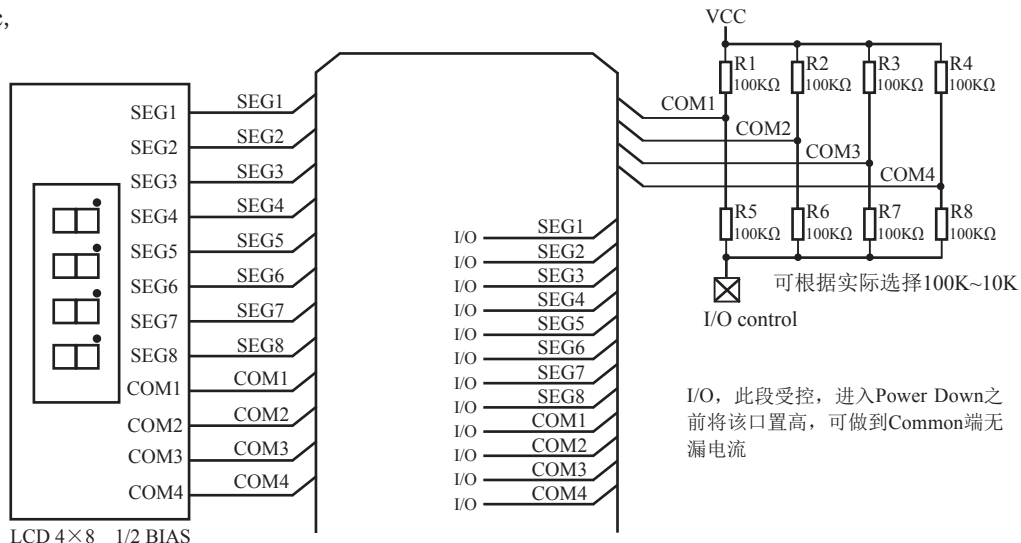 c,
VCC
R1
100KΩ
R2
100KΩ
R3
100KΩ
R4
100KΩ
COM1
COM2
COM3
COM4
R5
100KΩ
R6
100KΩ
R7
100KΩ
R8
100KΩ
可根据实际选择100K~10K
I/O control
I/O，此段受控，进入Power Down之
前将该口置高，可做到Common端无
漏电流
SEG1 SEG1
SEG2 SEG2
SEG3 SEG3
SEG4 SEG4
SEG5 SEG5
SEG6 SEG6
SEG7 SEG7
SEG8 SEG8
COM1 COM1
COM2 COM2
COM3 COM3
COM4 COM4
LCD 4×8 1/2 BIAS
I/O SEG1
I/O SEG2
I/O SEG3
I/O SEG4
I/O SEG5
I/O SEG6
I/O SEG7
I/O SEG8
I/O COM1
I/O COM2
I/O COM3
I/O COM4